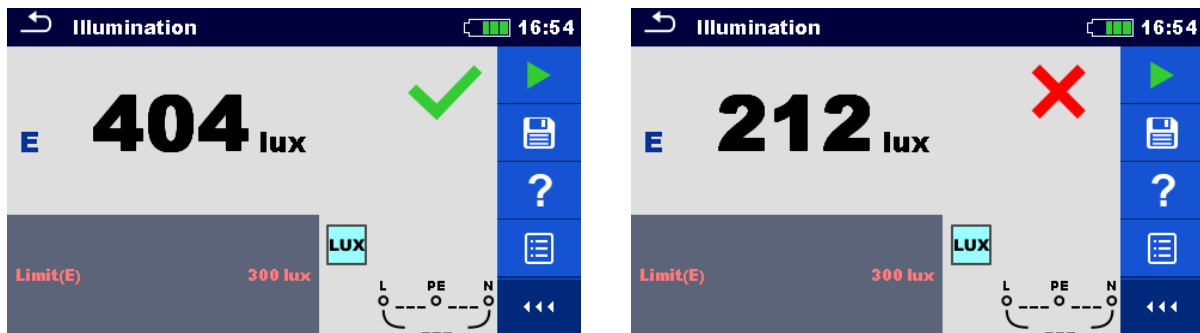 Illumination 16:54
E 404 lux
?
LUX
Limit(E) 300 lux
L PE N
Illumination 16:54
E 212 lux
?
LUX
Limit(E) 300 lux
L PE N